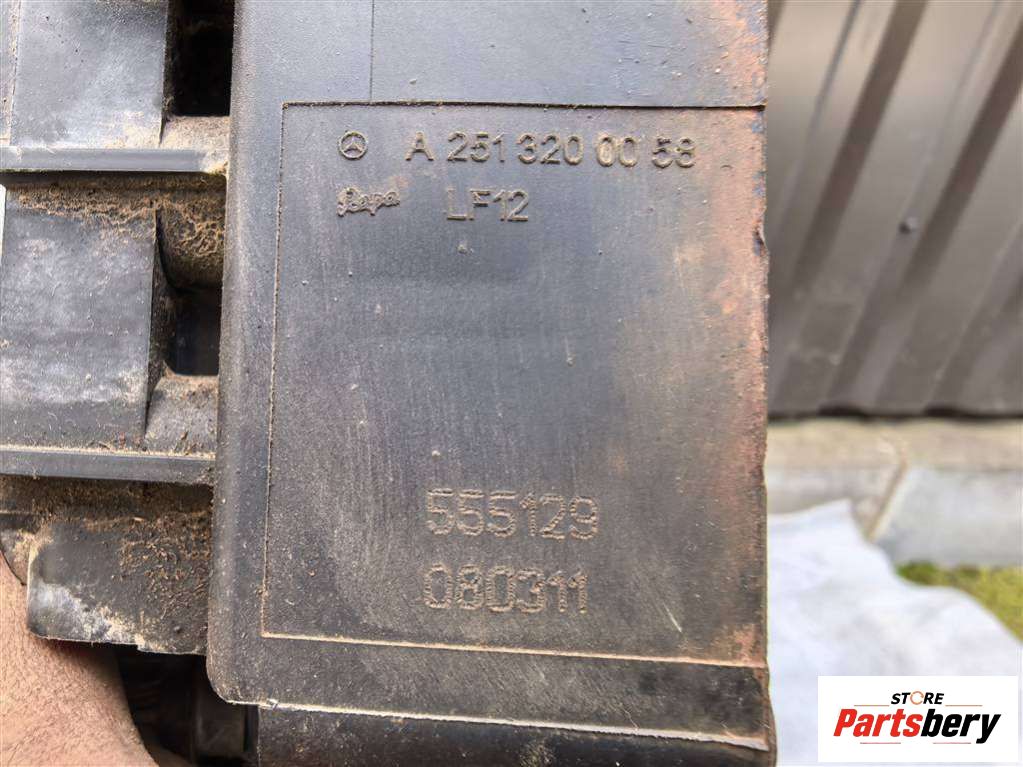 A 251 320 00 58
LF12
555129
080311
STORE
Partsbery